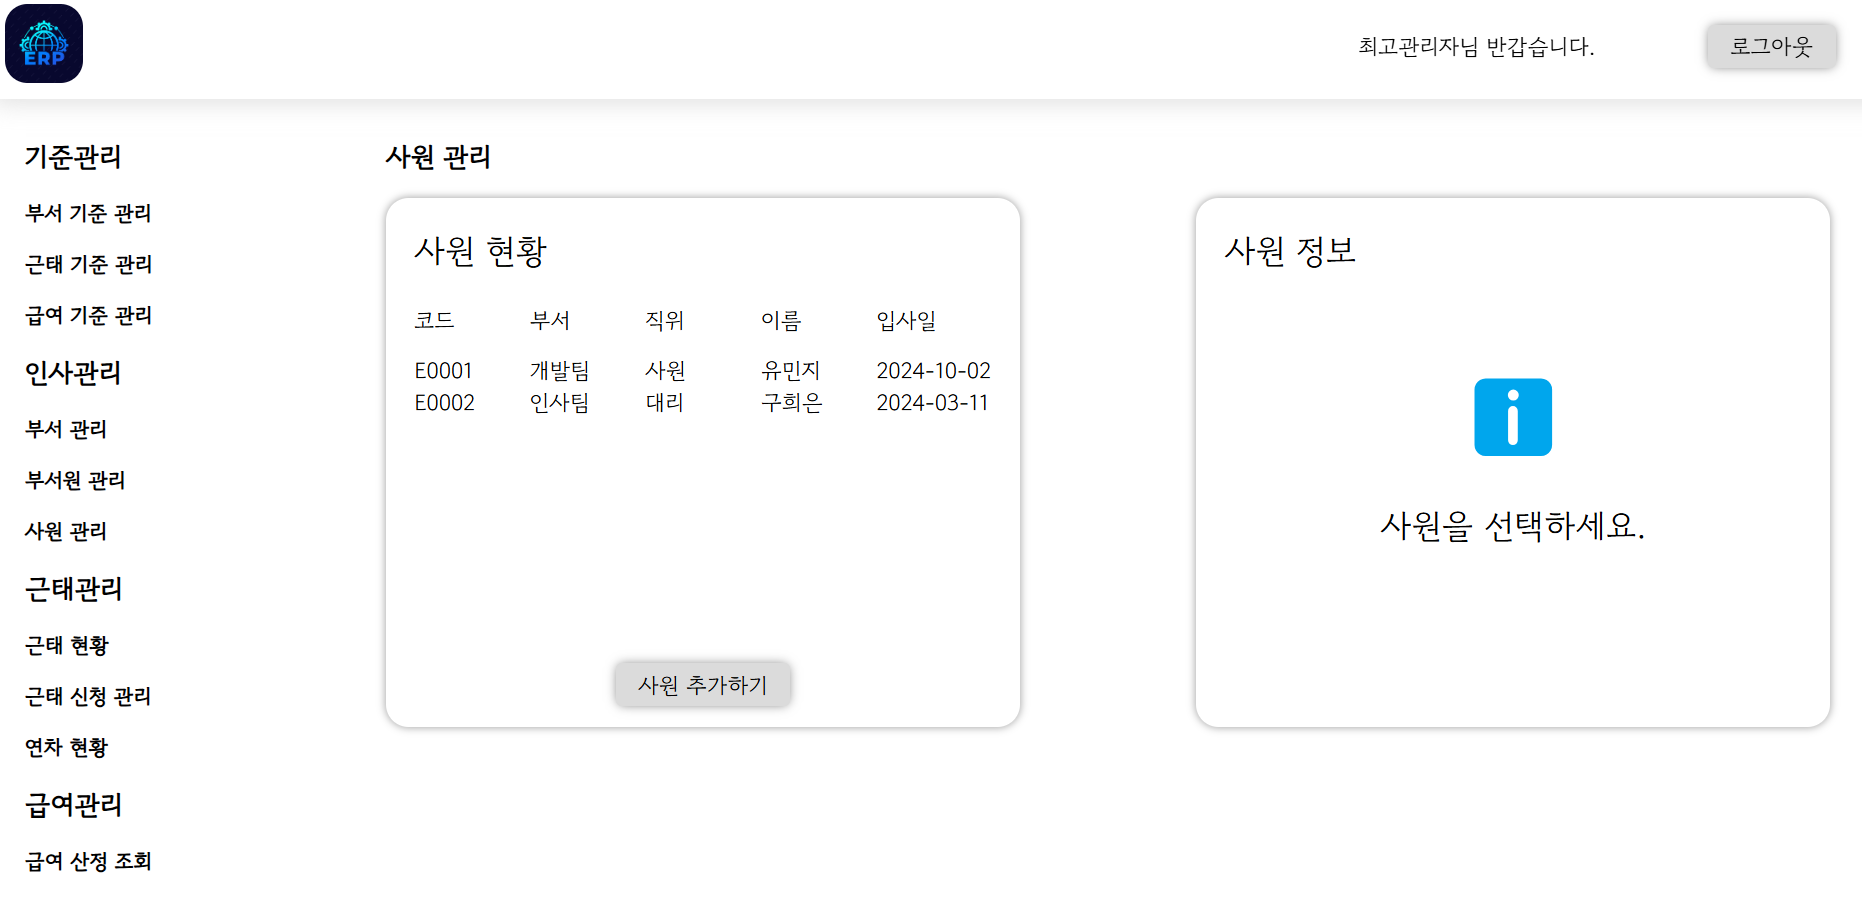 ERP
최고관리자님 반갑습니다.
로그아웃
기준관리
부서 기준 관리
근태 기준 관리
급여 기준 관리
인사관리
부서 관리
부서원 관리
사원 관리
근태관리
근태 현황
근태 신청 관리
연차 현황
급여관리
급여 산정 조회
사원 관리
사원 현황
코드 부서 직위 이름 입사일
E0001 개발팀 사원 유민지 2024-10-02
E0002 인사팀 대리 구희은 2024-03-11
사원 추가하기
사원 정보
사원을 선택하세요.